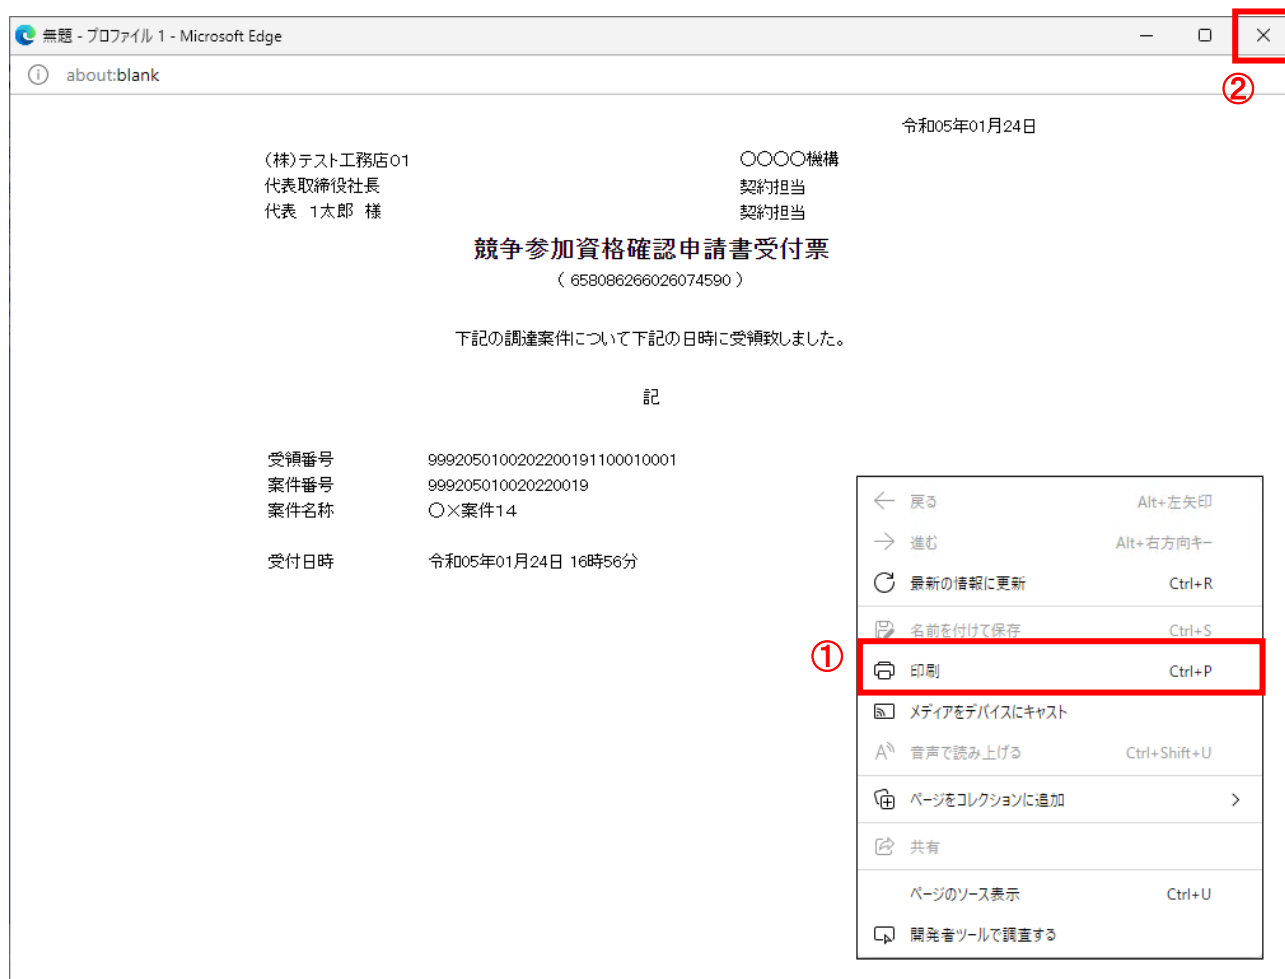 無題 - プロファイル 1 - Microsoft Edge
②
about:blank
令和05年01月24日
(株)テスト工務店01
〇〇〇〇機構
代表取締役社長
契約担当
代表 1太郎 様
契約担当
競争参加資格確認申請書受付票
( 658086266026074590 )
下記の調達案件について下記の日時に受領致しました。
記
受領番号 9992050100202200191100010001
案件番号 999205010020220019
案件名称 〇×案件14
受付日時 令和05年01月24日 16時56分
戻る Alt+左矢印
進む Alt+右方向キー
最新の情報に更新 Ctrl+R
名前を付けて保存 Ctrl+S
①
印刷 Ctrl+P
メディアをデバイスにキャスト
音声で読み上げる Ctrl+Shift+U
ページをコレクションに追加
共有
ページのソース表示 Ctrl+U
開発者ツールで調査する